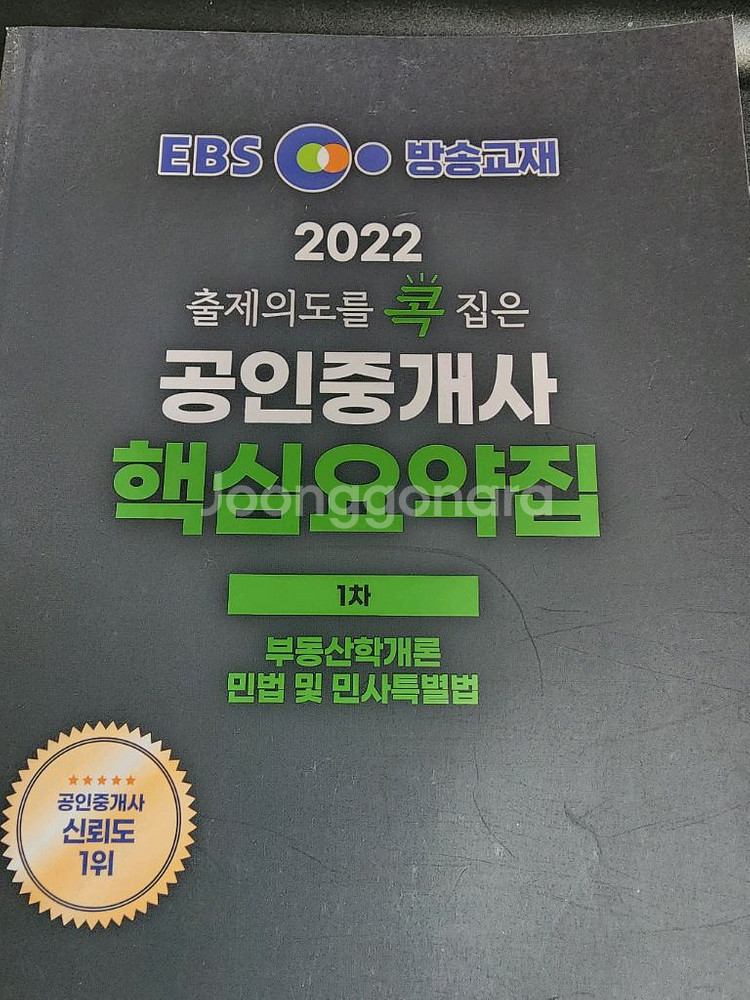 EBS 방송교재
2022
출제의도를 콕 집은
공인중개사
핵심요약집
Joonggonara
1차
부동산학개론
민법 및 민사특별법
공인중개사
신뢰도
1위